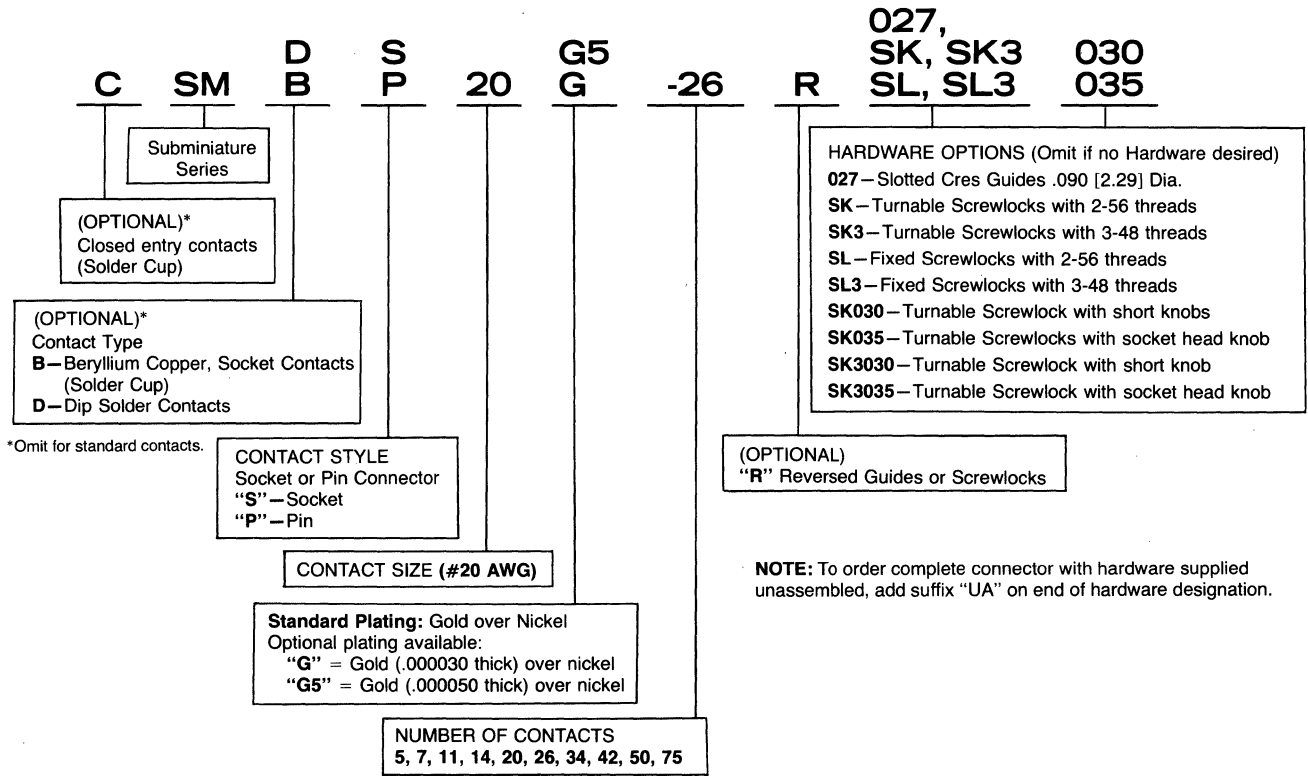 027,
D S G5 SK, SK3 030
C SM B P 20 G -26 R SL, SL3 035
Subminiature
Series
(OPTIONAL)*
Closed entry contacts
(Solder Cup)
(OPTIONAL)*
Contact Type
B—Beryllium Copper, Socket Contacts
(Solder Cup)
D—Dip Solder Contacts
*Omit for standard contacts.
CONTACT STYLE
Socket or Pin Connector
“S”—Socket
“P”—Pin
CONTACT SIZE (#20 AWG)
Standard Plating: Gold over Nickel
Optional plating available:
“G” = Gold (.000030 thick) over nickel
“G5” = Gold (.000050 thick) over nickel
NUMBER OF CONTACTS
5, 7, 11, 14, 20, 26, 34, 42, 50, 75
HARDWARE OPTIONS (Omit if no Hardware desired)
027—Slotted Cres Guides .090 [2.29] Dia.
SK—Turnable Screwlocks with 2-56 threads
SK3—Turnable Screwlocks with 3-48 threads
SL—Fixed Screwlocks with 2-56 threads
SL3—Fixed Screwlocks with 3-48 threads
SK030—Turnable Screwlock with short knobs
SK035—Turnable Screwlocks with socket head knob
SK3030—Turnable Screwlock with short knob
SK3035—Turnable Screwlock with socket head knob
(OPTIONAL)
“R” Reversed Guides or Screwlocks
NOTE: To order complete connector with hardware supplied
unassembled, add suffix “UA” on end of hardware designation.